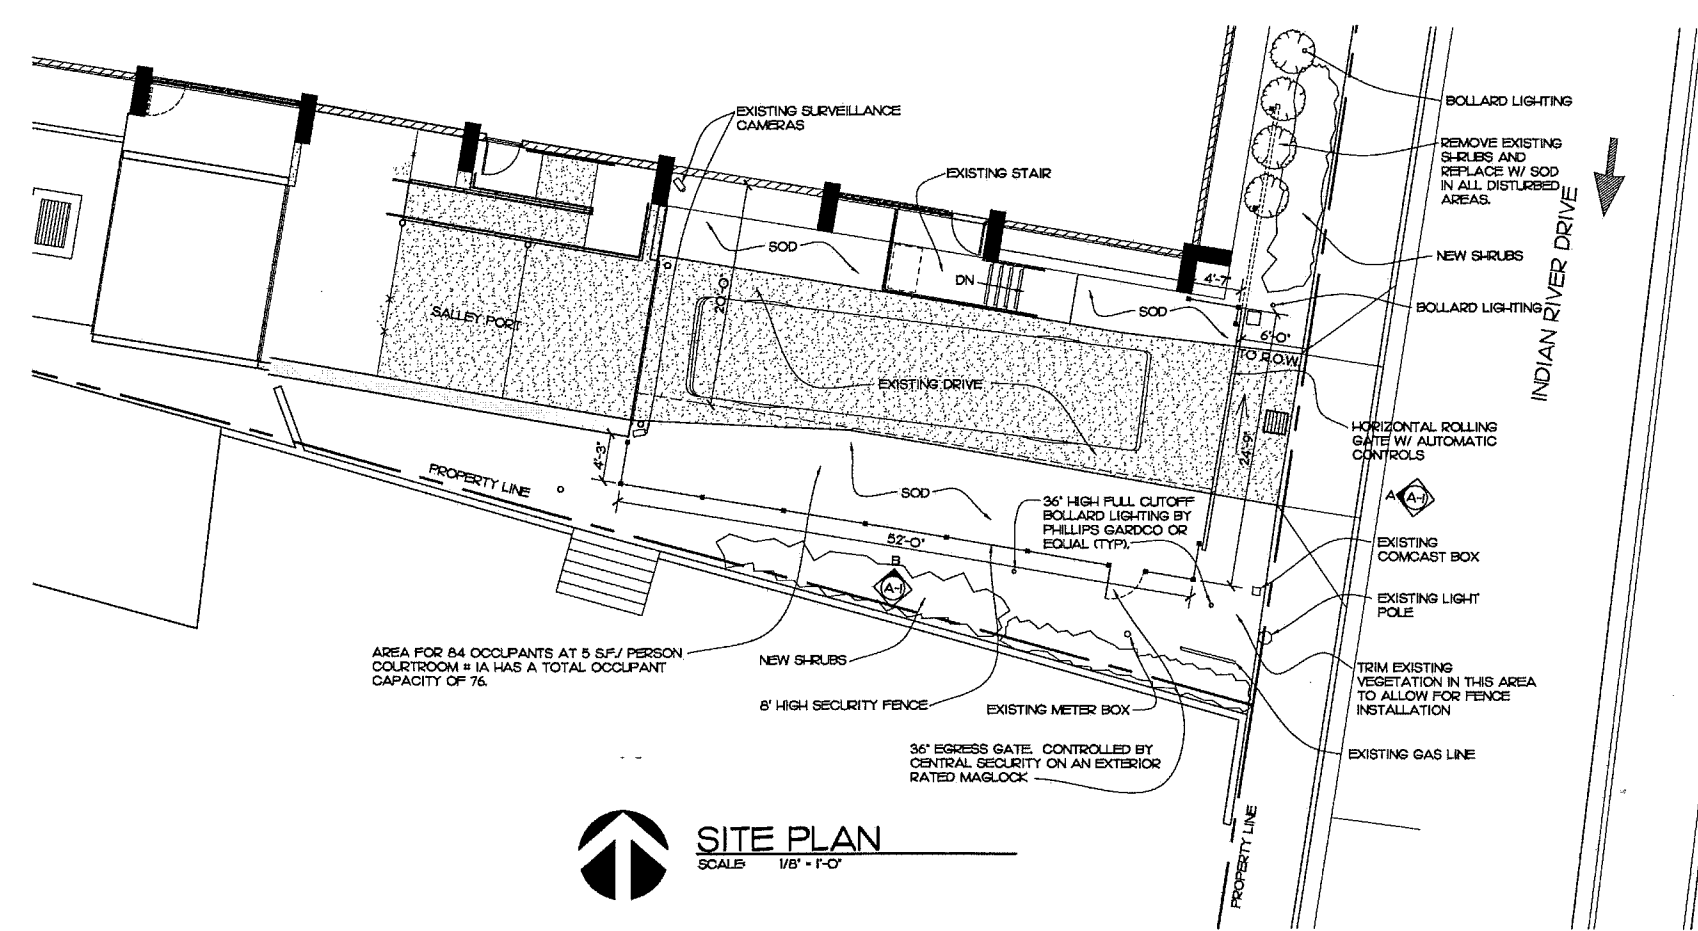 EXISTING SURVEILLANCE
CAMERAS
BOLLARD LIGHTING
REMOVE EXISTING
SHRUBS AND
REPLACE W/ SOD
IN ALL DISTURBED
AREAS.
EXISTING STAIR
INDIAN RIVER DRIVE
SOD
NEW SHRUBS
DN
4'-7"
20'-0"
SOD
BOLLARD LIGHTING
SALLEY PORT
6'-0"
TO R.O.W.
EXISTING DRIVE
HORIZONTAL ROLLING
GATE W/ AUTOMATIC
CONTROLS
24'-9"
4'-3"
PROPERTY LINE
SOD
36" HIGH FULL CUTOFF
BOLLARD LIGHTING BY
PHILLIPS GARDCO OR
EQUAL (TYP).
A
A-1
52'-0"
EXISTING
COMCAST BOX
B
A-1
EXISTING LIGHT
POLE
AREA FOR 84 OCCUPANTS AT 5 S.F./ PERSON
COURTROOM # 1A HAS A TOTAL OCCUPANT
CAPACITY OF 76.
NEW SHRUBS
TRIM EXISTING
VEGETATION IN THIS AREA
TO ALLOW FOR FENCE
INSTALLATION
8' HIGH SECURITY FENCE
EXISTING METER BOX
36" EGRESS GATE. CONTROLLED BY
CENTRAL SECURITY ON AN EXTERIOR
RATED MAGLOCK
EXISTING GAS LINE
PROPERTY LINE
SITE PLAN
SCALE: 1/8" = 1'-0"